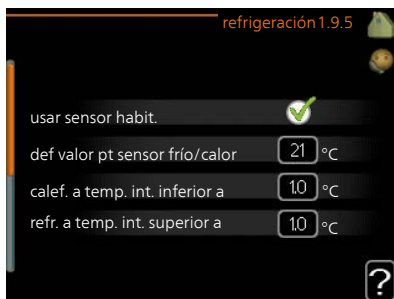 refrigeración 1.9.5
usar sensor habit.
def valor pt sensor frío/calor 21 °C
calef. a temp. int. inferior a 1.0 °C
refr. a temp. int. superior a 1.0 °C
?